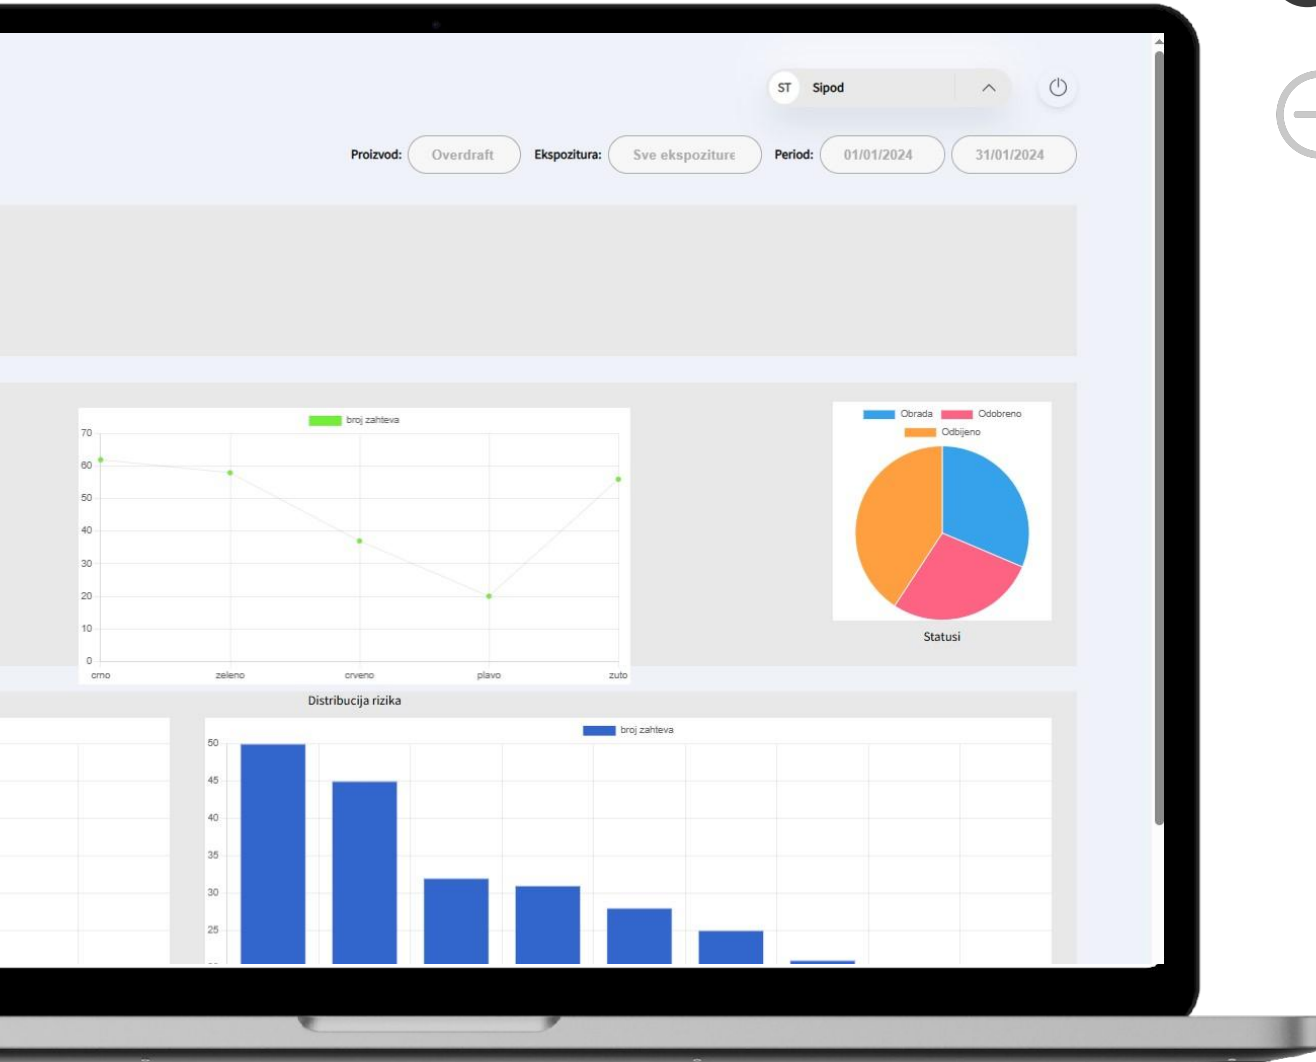 ST Sipod
Proizvod: Overdraft Ekspozitura: Sve ekspoziture Period: 01/01/2024 31/01/2024
broj zahteva
70
60
50
40
30
20
10
0
crno zeleno crveno plavo zuto
Obrada Odobreno
Odbijeno
Statusi
Distribucija rizika
broj zahteva
50
45
40
35
30
25